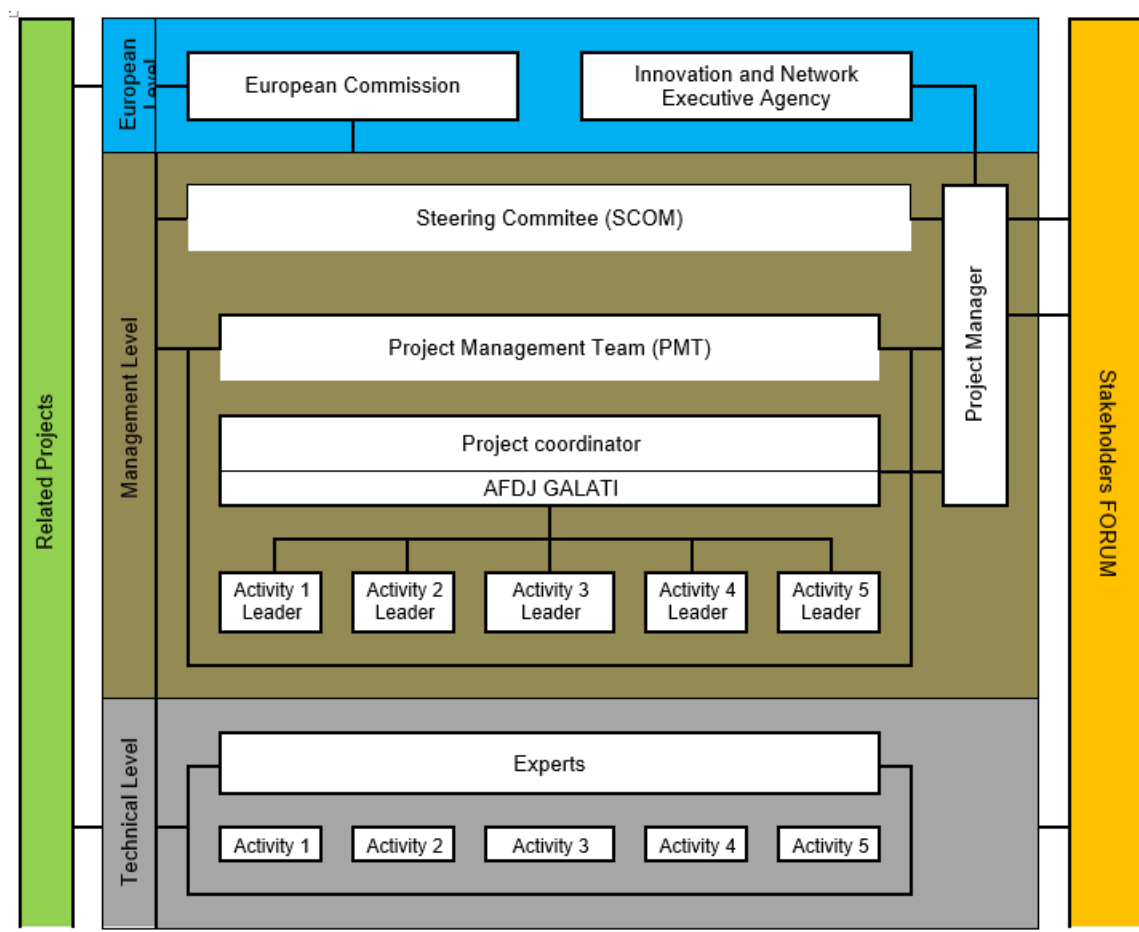 European
Level
European Commission
Innovation and Network
Executive Agency
Management Level
Steering Commitee (SCOM)
Project Manager
Project Management Team (PMT)
Project coordinator
AFDJ GALATI
Activity 1
Leader
Activity 2
Leader
Activity 3
Leader
Activity 4
Leader
Activity 5
Leader
Technical Level
Experts
Activity 1
Activity 2
Activity 3
Activity 4
Activity 5
Related Projects
Stakeholders FORUM